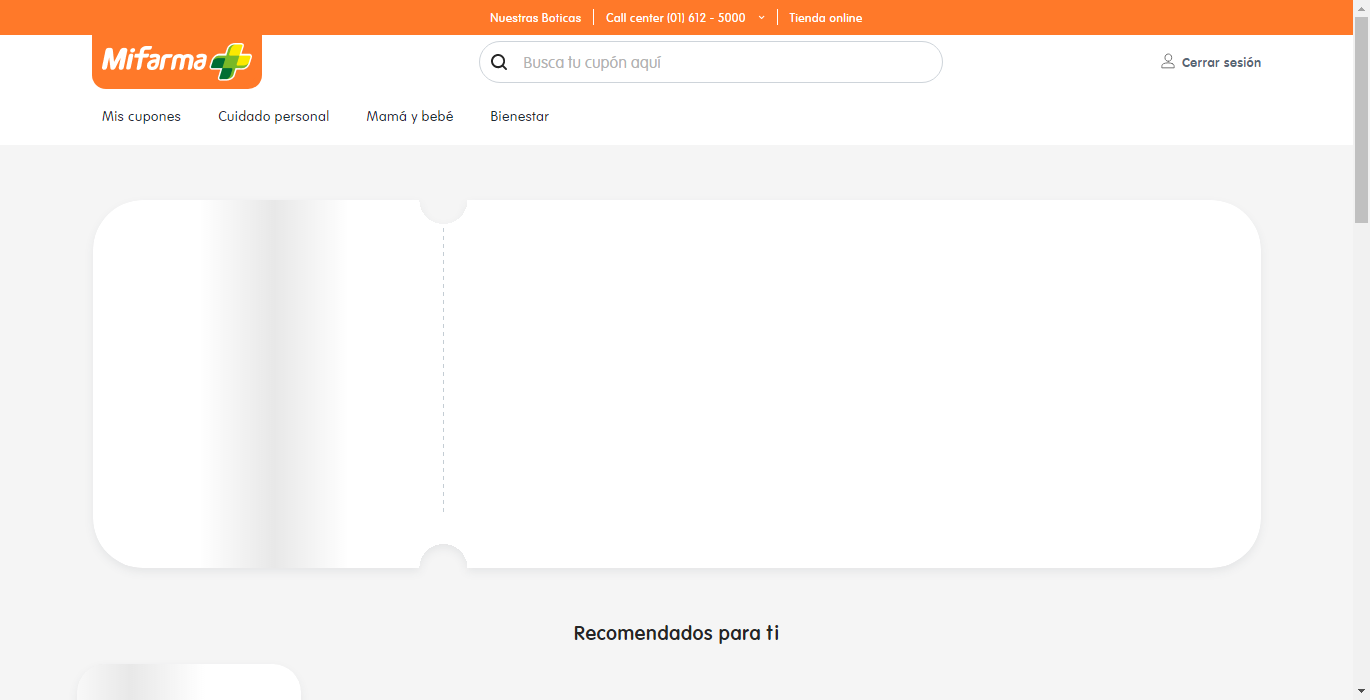 Nuestras Boticas
Call center (01) 612 - 5000
Tienda online
Mifarma
Busca tu cupón aquí
Cerrar sesión
Mis cupones
Cuidado personal
Mamá y bebé
Bienestar
Recomendados para ti